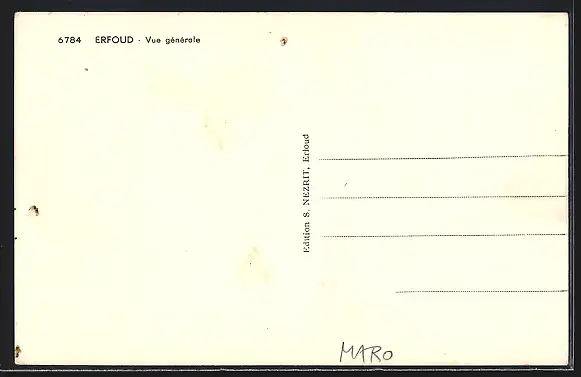 6784 ERFOUD - Vue générale
Edition S. NEZRIT, Erfoud
MARO